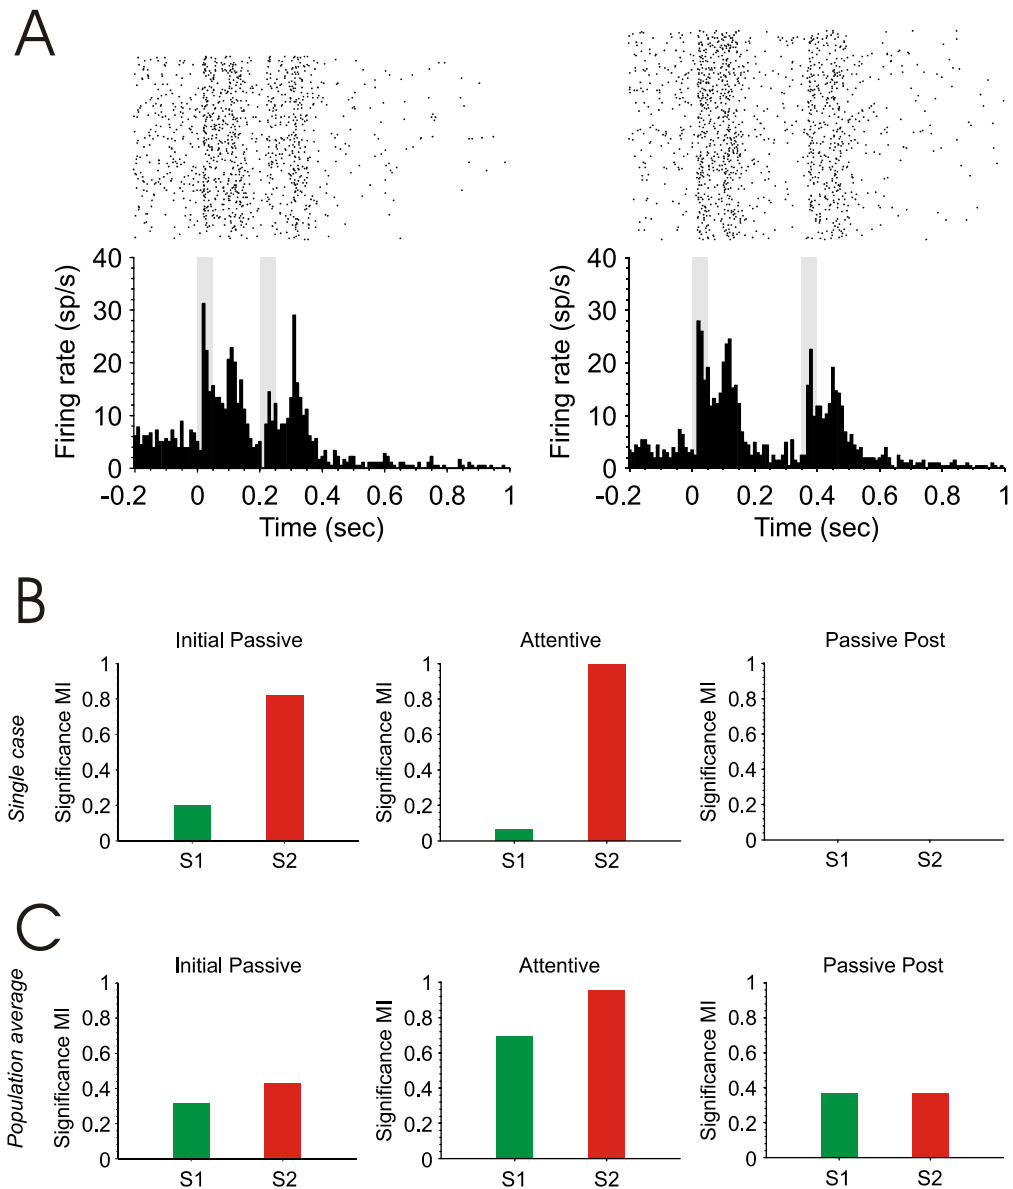 A
Firing rate (sp/s)
40
30
20
10
0
-0.2 0 0.2 0.4 0.6 0.8 1
Time (sec)
Firing rate (sp/s)
40
30
20
10
0
-0.2 0 0.2 0.4 0.6 0.8 1
Time (sec)
B
Single case
Initial Passive
Significance MI
1
0.8
0.6
0.4
0.2
0
S1 S2
Attentive
Significance MI
1
0.8
0.6
0.4
0.2
0
S1 S2
Passive Post
Significance MI
1
0.8
0.6
0.4
0.2
0
S1 S2
C
Population average
Initial Passive
Significance MI
1
0.8
0.6
0.4
0.2
0
S1 S2
Attentive
Significance MI
1
0.8
0.6
0.4
0.2
0
S1 S2
Passive Post
Significance MI
1
0.8
0.6
0.4
0.2
0
S1 S2